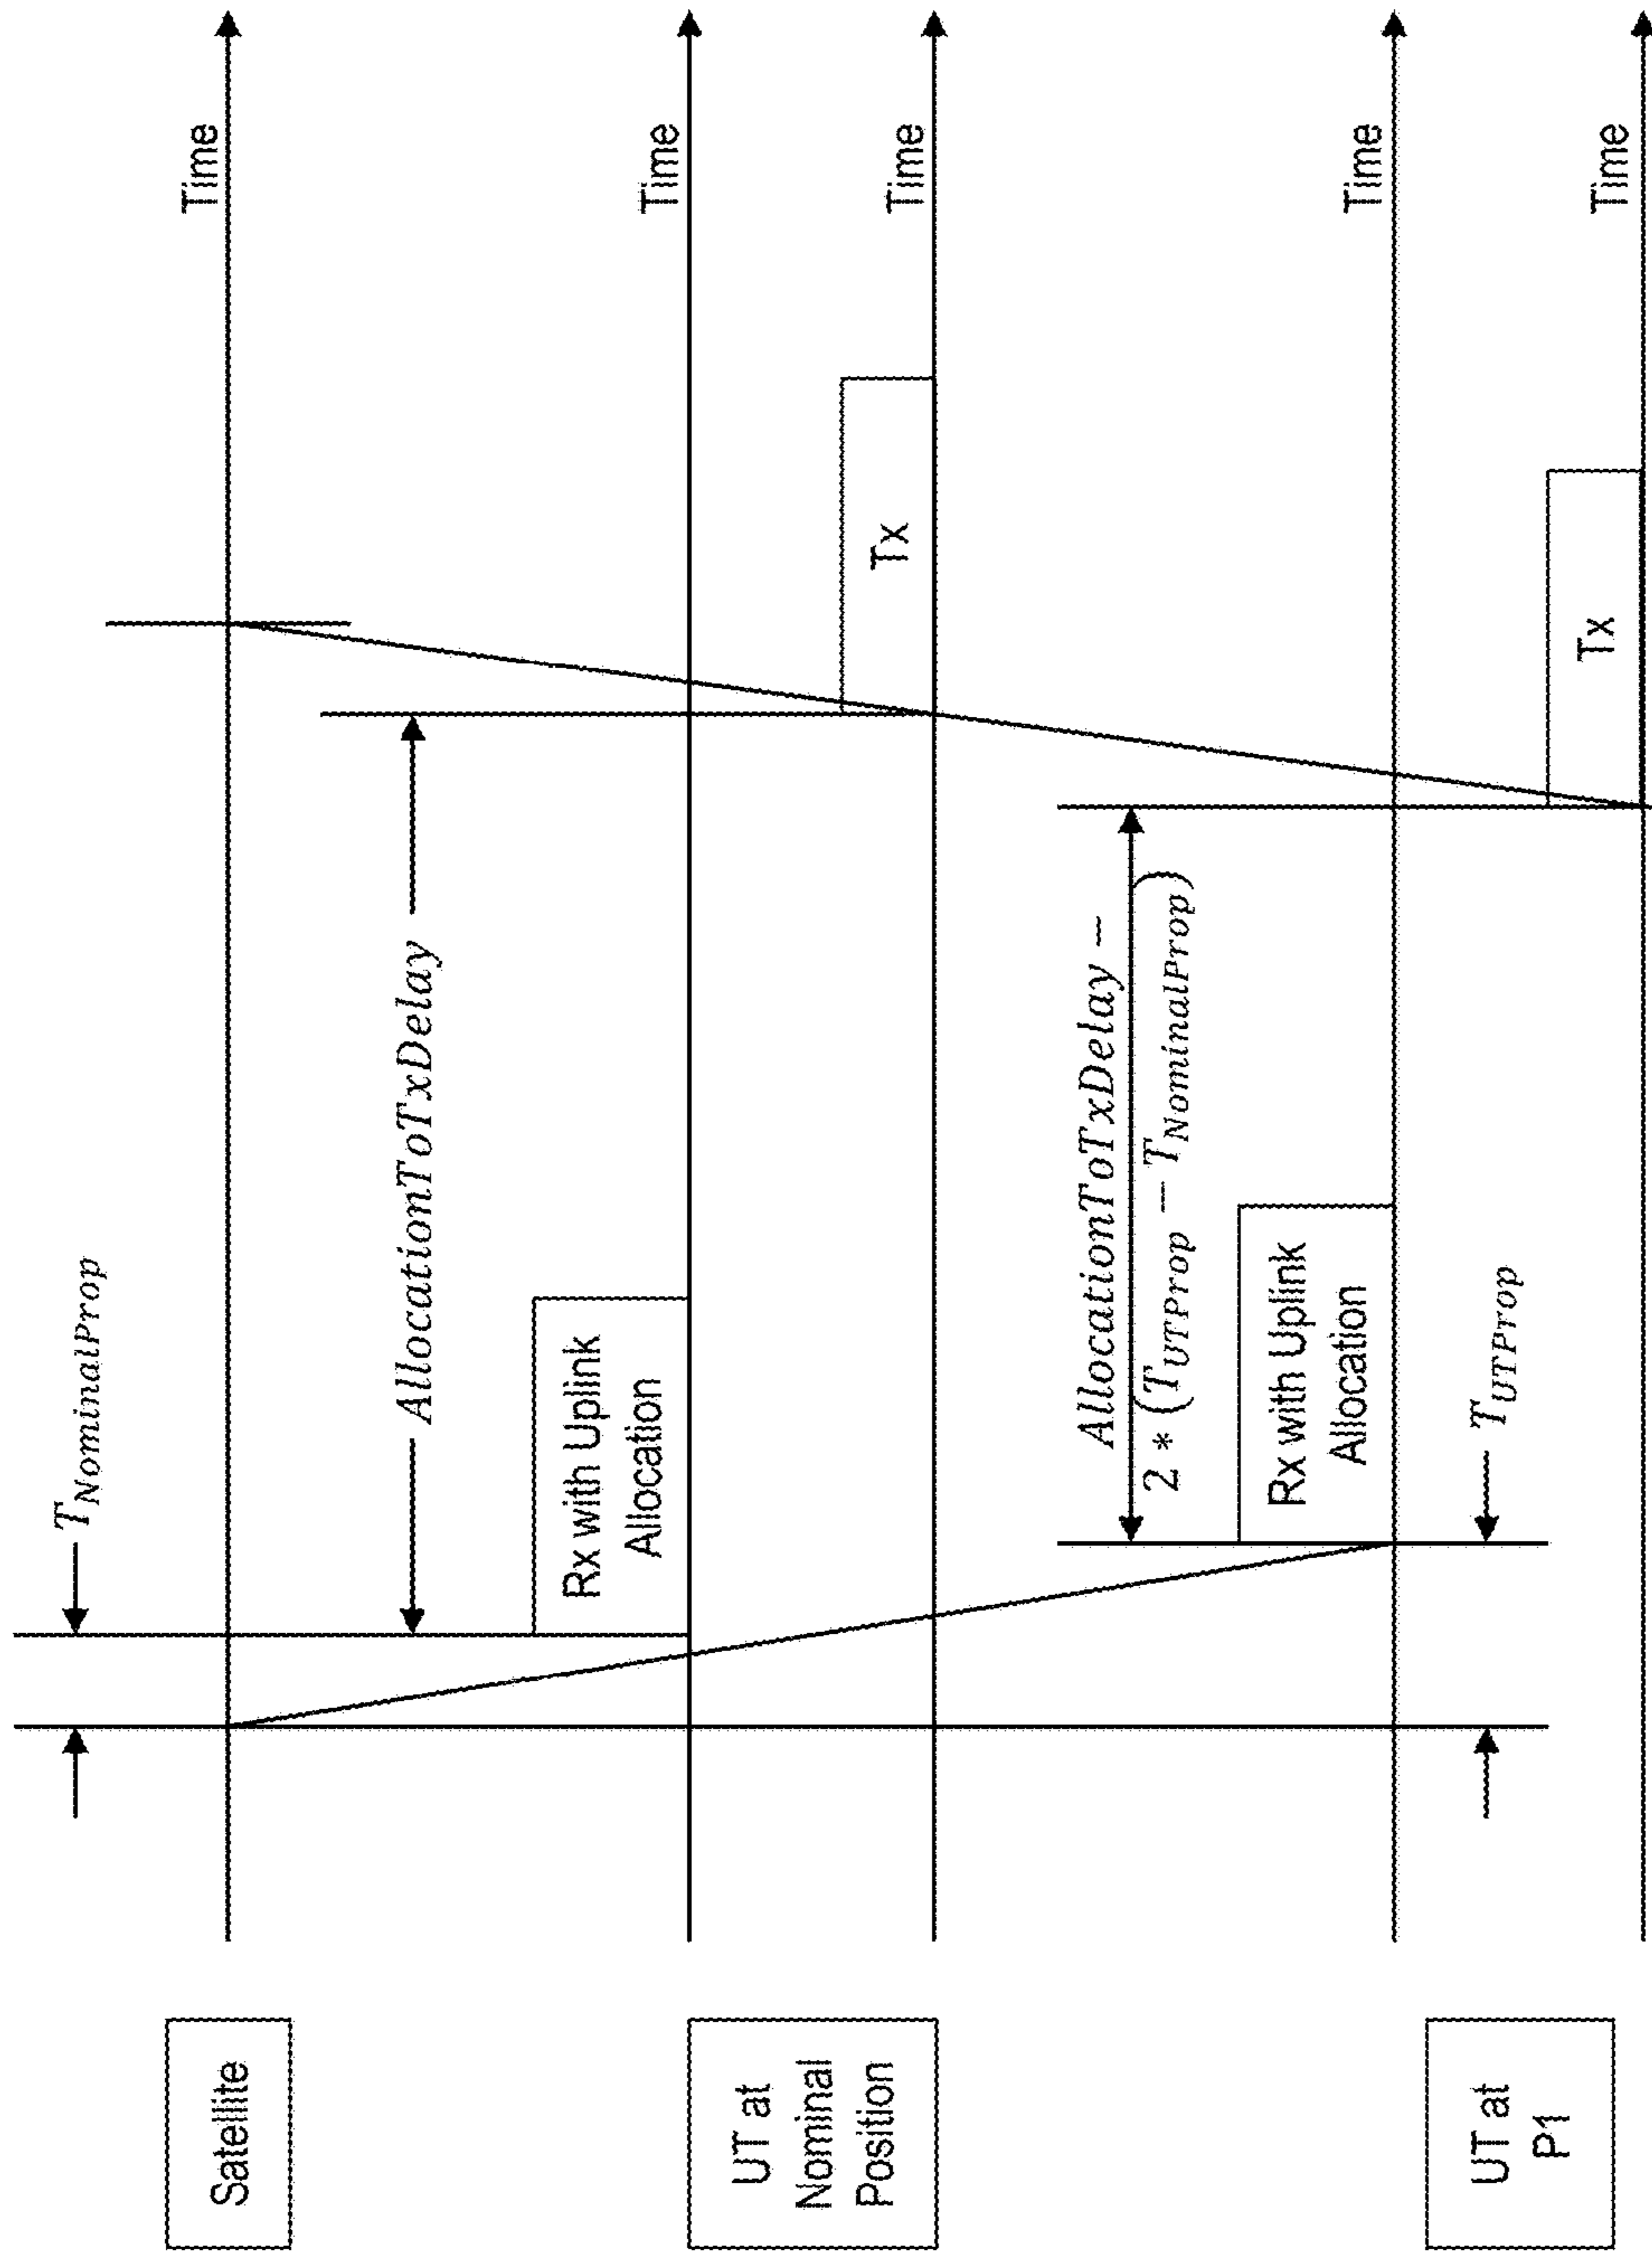 T_NominalProp
Satellite
Time
AllocationToTxDelay
Rx with Uplink
Allocation
Time
UT at
Nominal
Position
Tx
Time
AllocationToTxDelay −
2 * (T_UTProp − T_NominalProp)
Rx with Uplink
Allocation
Time
T_UTProp
UT at
P1
Tx
Time